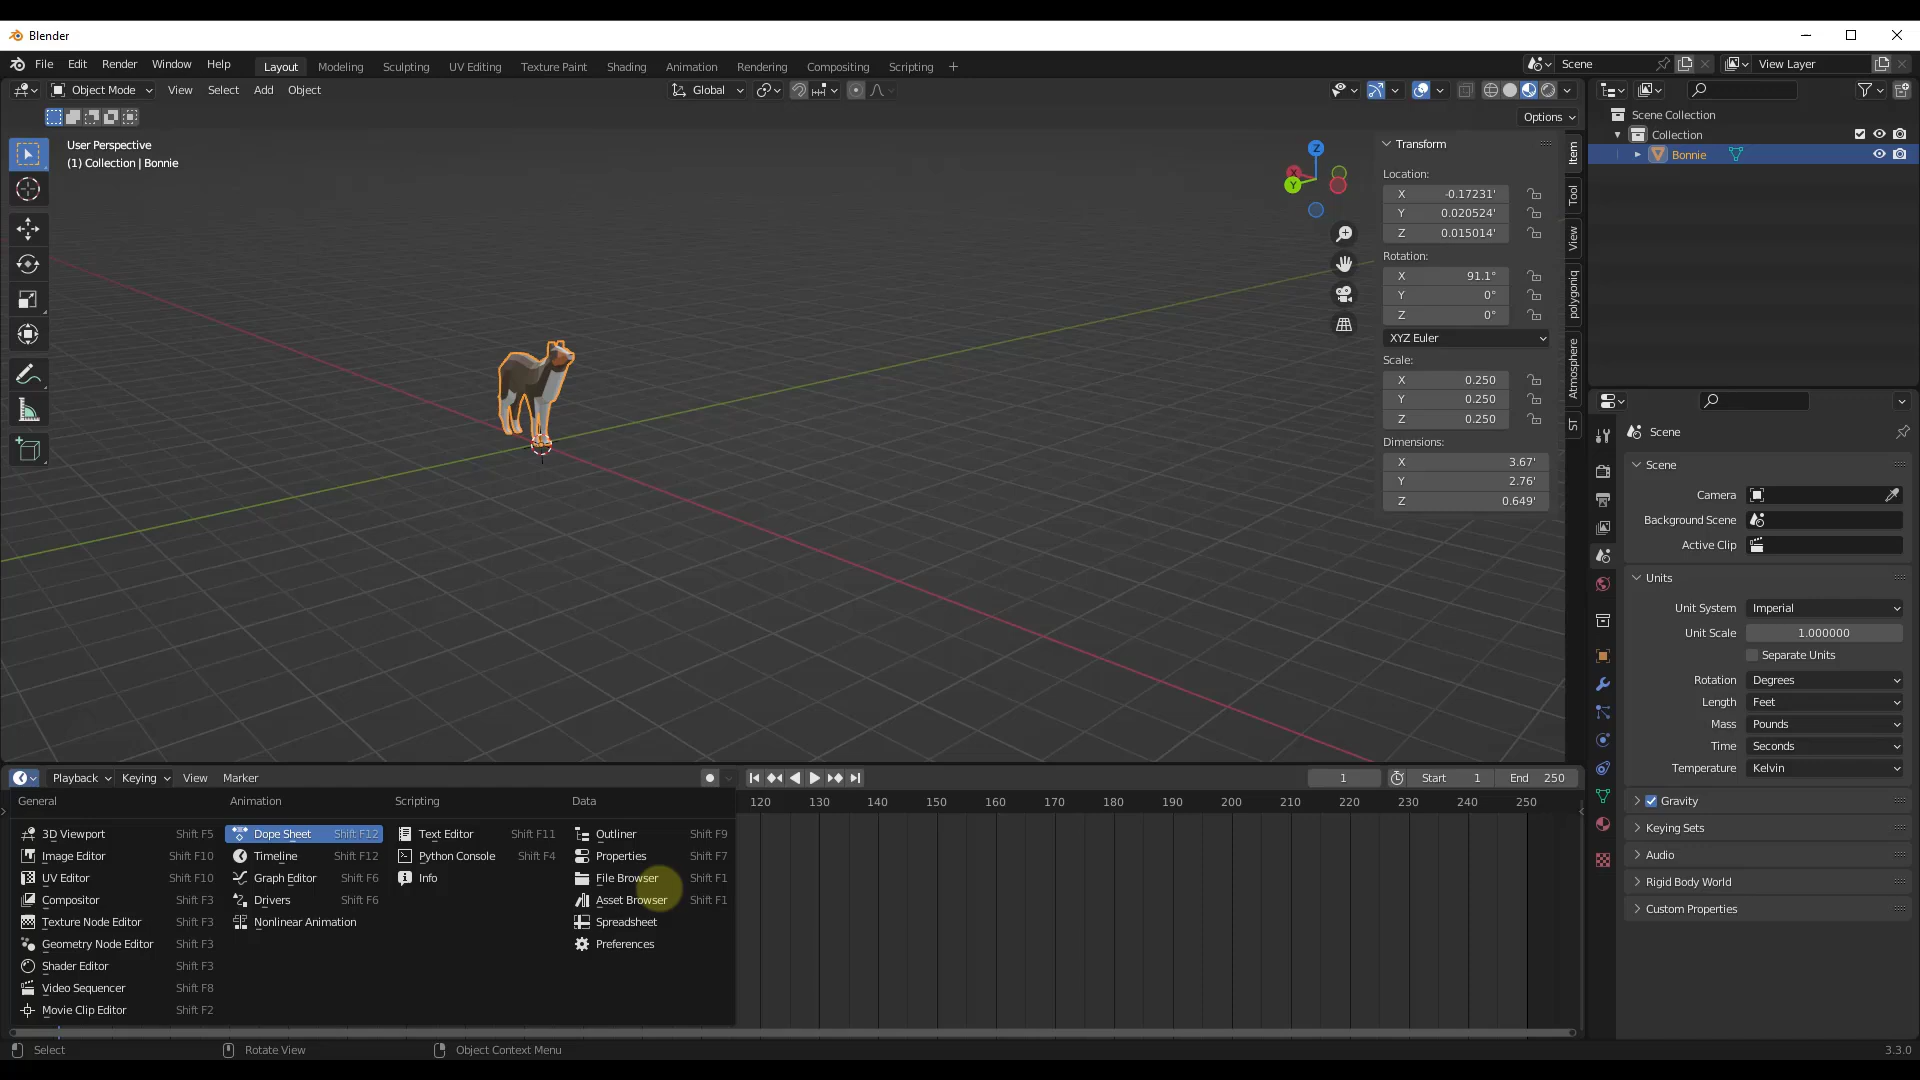 Blender
File Edit Render Window Help Layout Modeling Sculpting UV Editing Texture Paint Shading Animation Rendering Compositing Scripting + Scene View Layer
Object Mode View Select Add Object Global
Options
User Perspective
(1) Collection | Bonnie
Z
X
Y
Transform
Location:
X -0.17231'
Y 0.020524'
Z 0.015014'
Rotation:
X 91.1°
Y 0°
Z 0°
XYZ Euler
Scale:
X 0.250
Y 0.250
Z 0.250
Dimensions:
X 3.67'
Y 2.76'
Z 0.649'
Item
Tool
View
polygoniq
Atmosphere
ST
Scene Collection
Collection
Bonnie
Scene
Scene
Camera
Background Scene
Active Clip
Units
Unit System Imperial
Unit Scale 1.000000
Separate Units
Rotation Degrees
Length Feet
Mass Pounds
Time Seconds
Temperature Kelvin
Gravity
Keying Sets
Audio
Rigid Body World
Custom Properties
Playback Keying View Marker 1 Start 1 End 250
120 130 140 150 160 170 180 190 200 210 220 230 240 250
General
3D Viewport Shift F5
Image Editor Shift F10
UV Editor Shift F10
Compositor Shift F3
Texture Node Editor Shift F3
Geometry Node Editor Shift F3
Shader Editor Shift F3
Video Sequencer Shift F8
Movie Clip Editor Shift F2
Animation
Dope Sheet Shift F12
Timeline Shift F12
Graph Editor Shift F6
Drivers Shift F6
Nonlinear Animation
Scripting
Text Editor Shift F11
Python Console Shift F4
Info
Data
Outliner Shift F9
Properties Shift F7
File Browser Shift F1
Asset Browser Shift F1
Spreadsheet
Preferences
Select Rotate View Object Context Menu 3.3.0